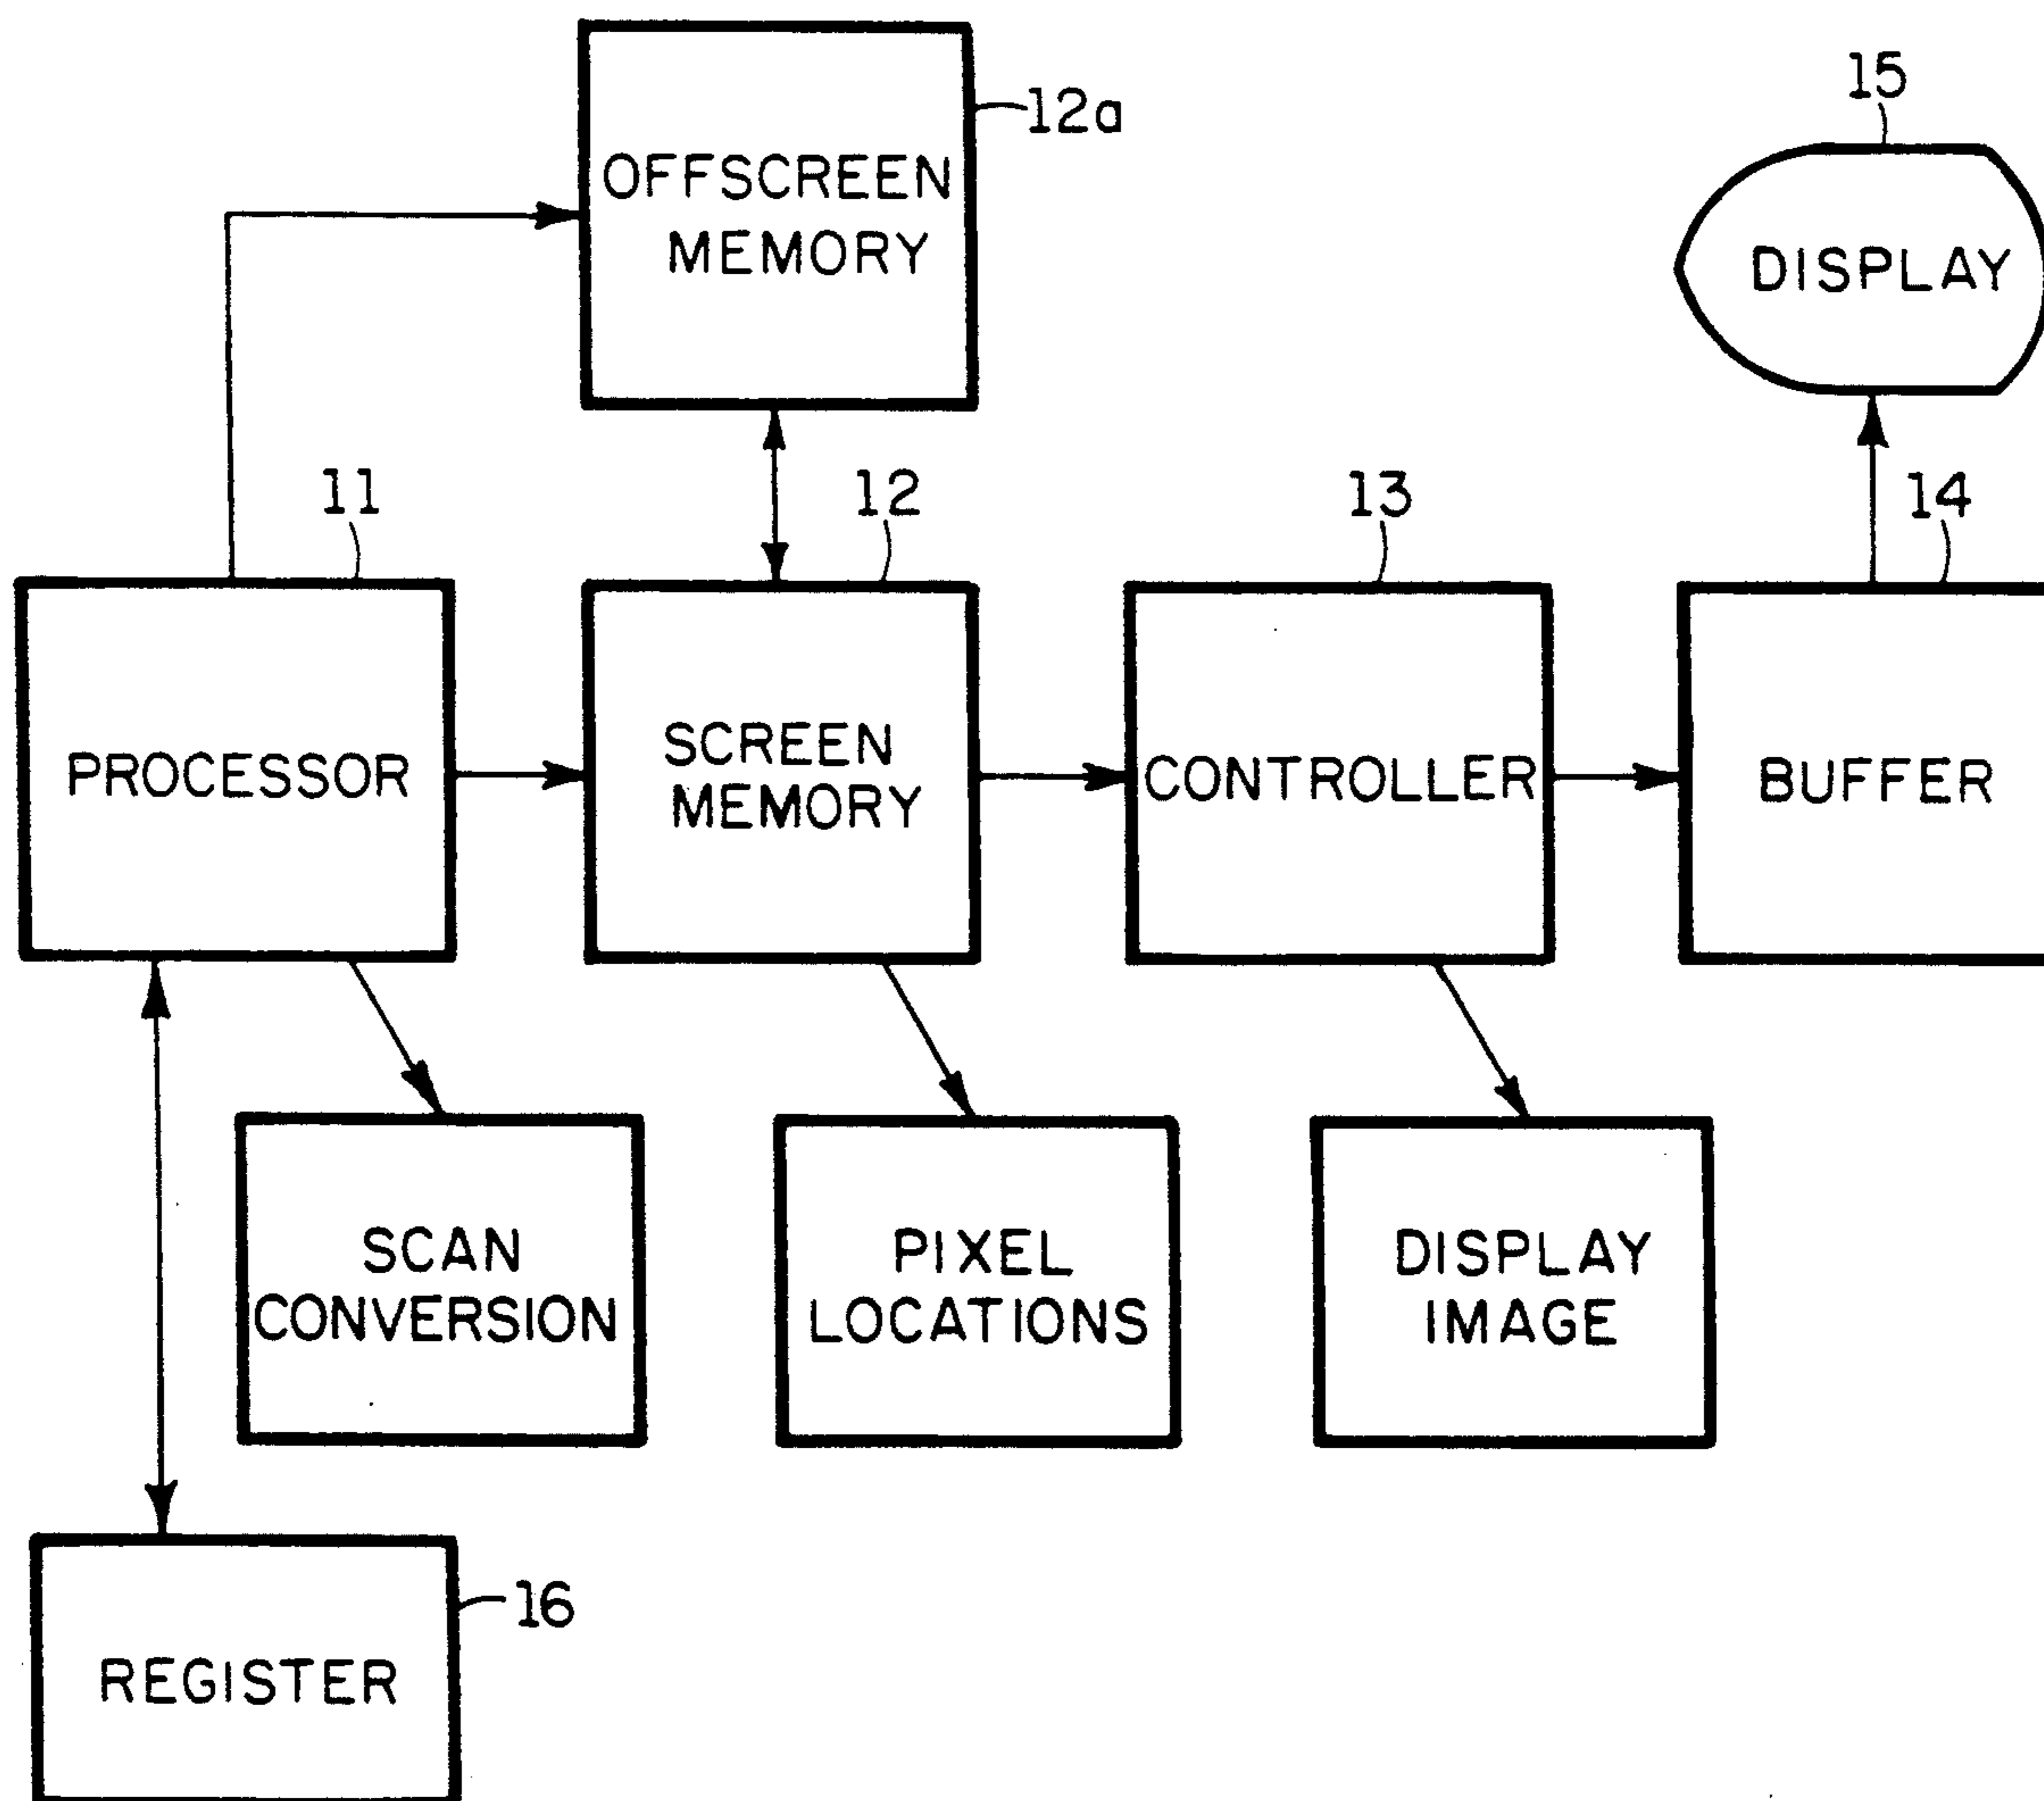 15
12a
OFFSCREEN
MEMORY
DISPLAY
11
12
13
14
PROCESSOR
SCREEN
MEMORY
CONTROLLER
BUFFER
SCAN
CONVERSION
PIXEL
LOCATIONS
DISPLAY
IMAGE
16
REGISTER